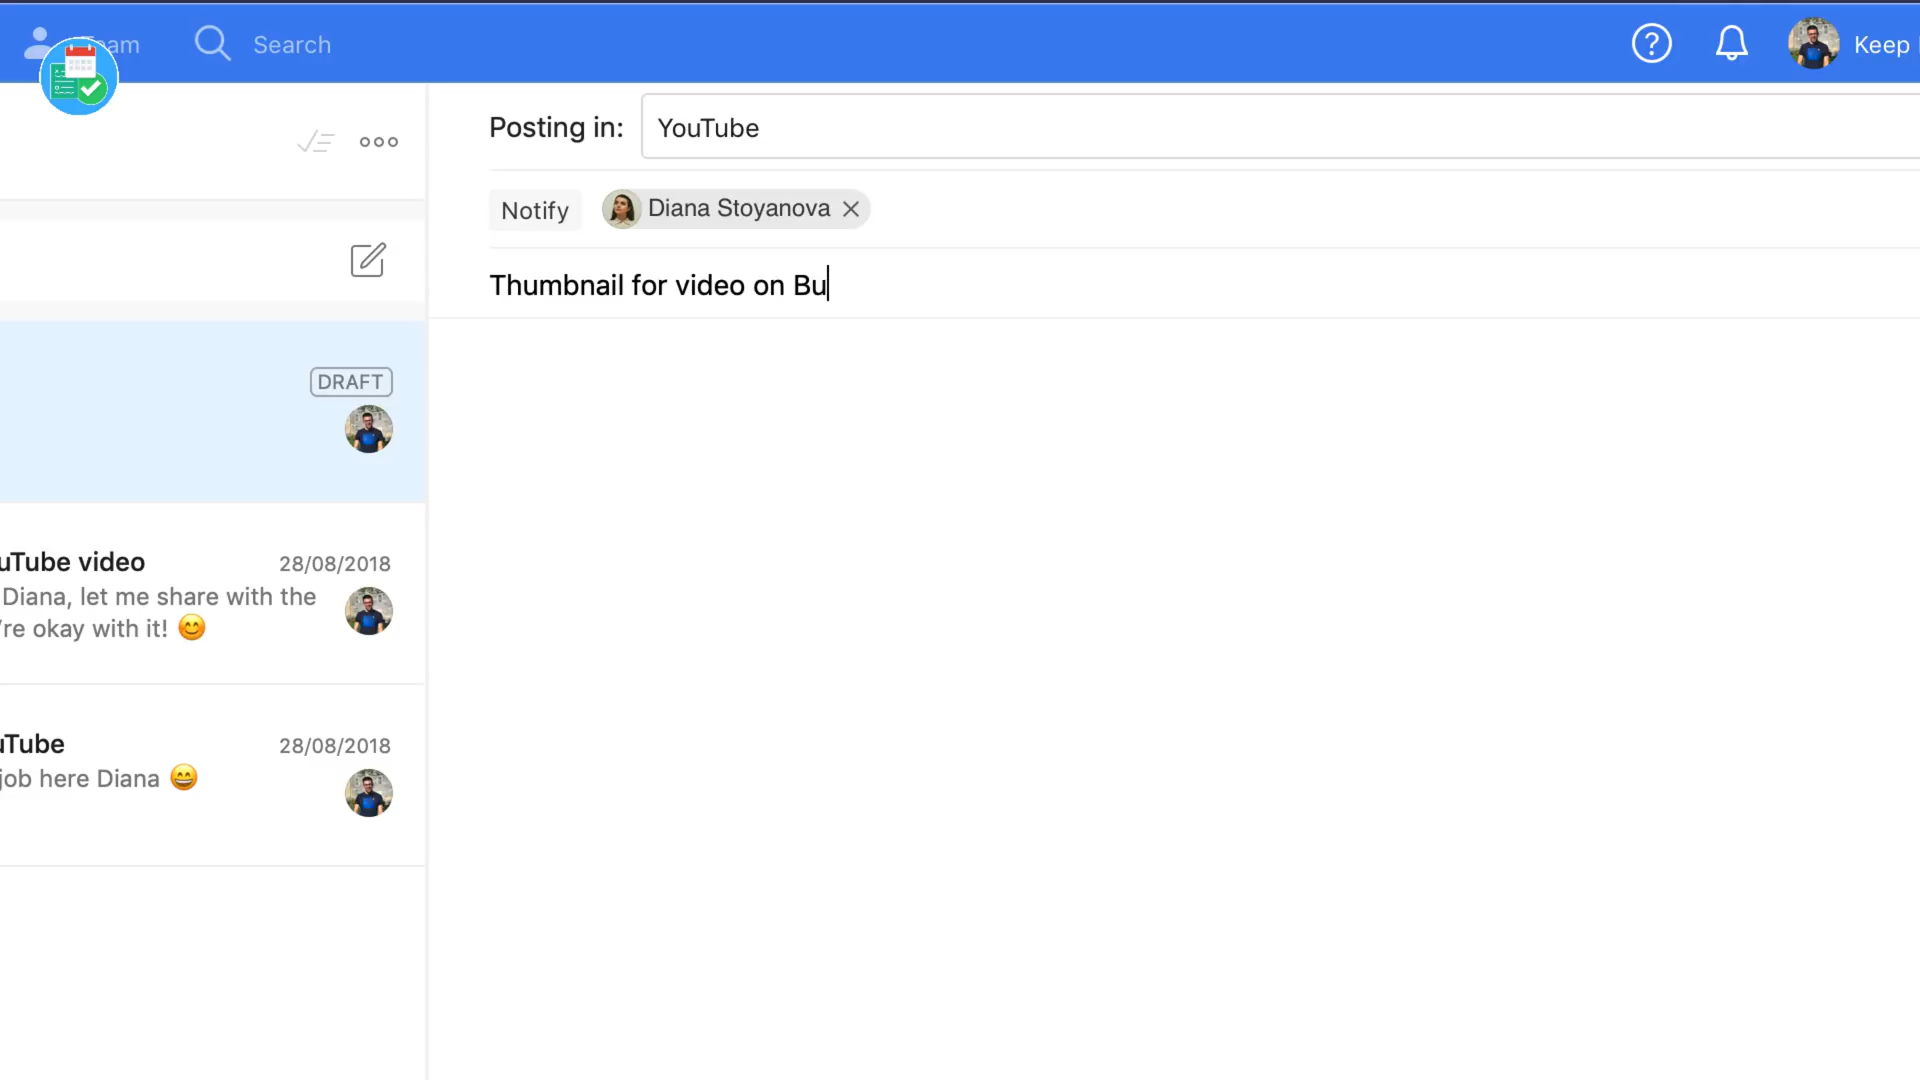 Search
Keep
Posting in:
YouTube
Notify
Diana Stoyanova
Thumbnail for video on Bu
DRAFT
uTube video
28/08/2018
Diana, let me share with the
're okay with it! 😊
uTube
28/08/2018
job here Diana 😄